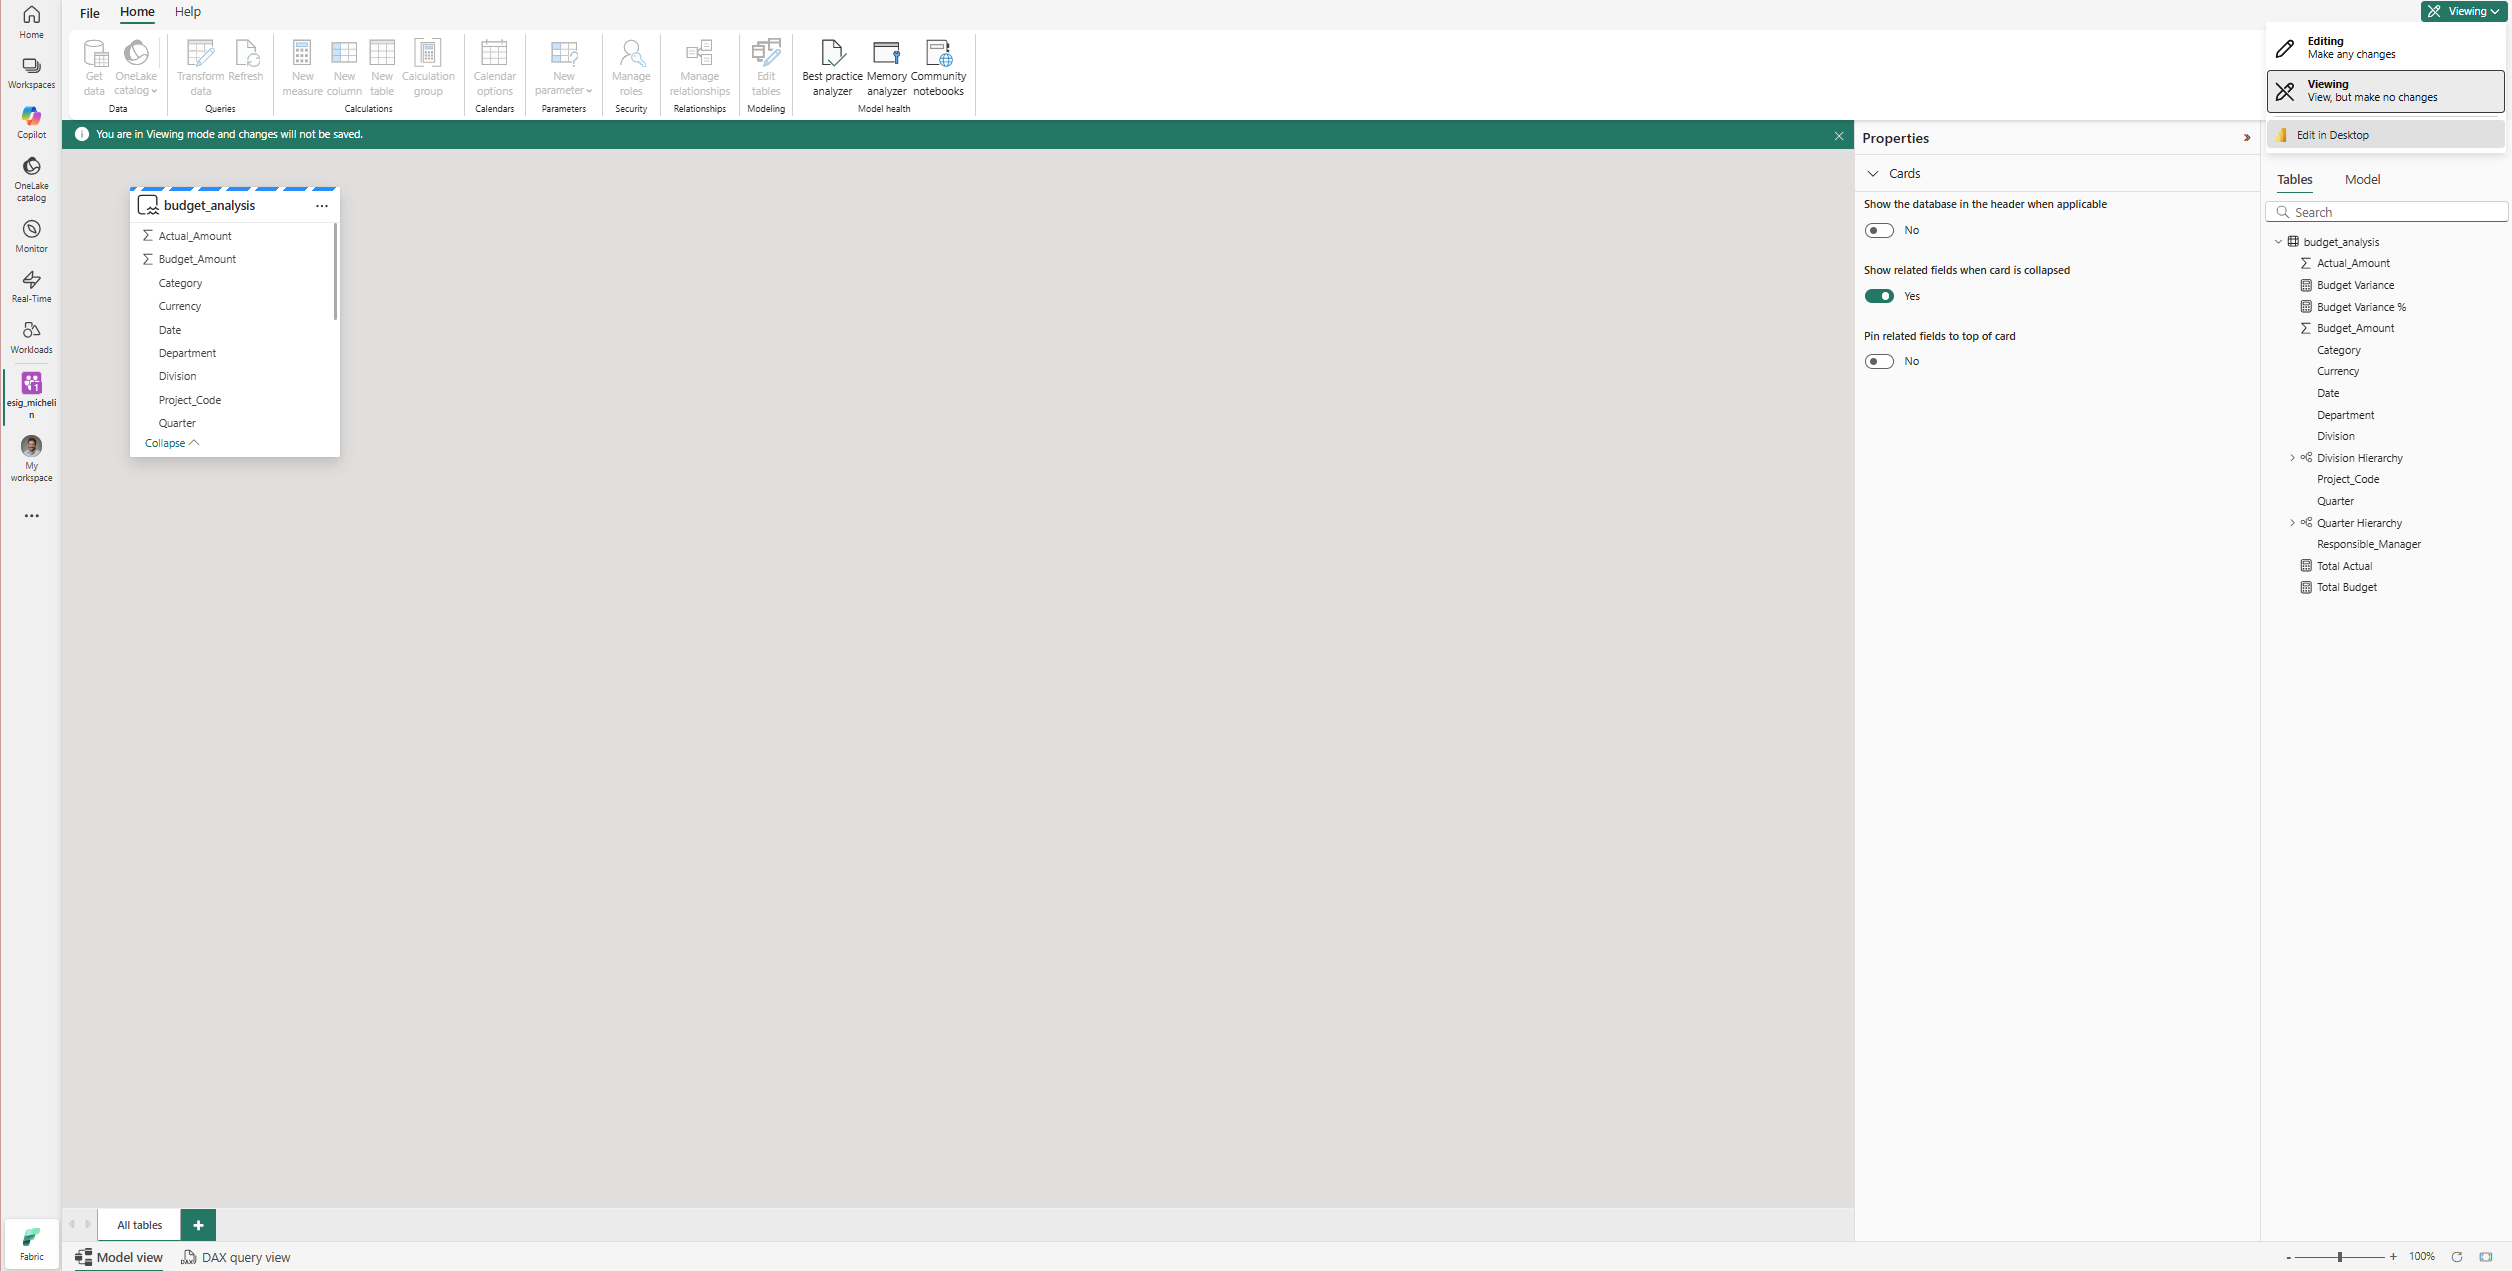 File
Home
Help
Viewing
Home
Workspaces
Copilot
OneLake
catalog
Monitor
Real-Time
Workloads
esig_micheli
n
My
workspace
Fabric
Get
data
OneLake
catalog
Data
Transform
data
Refresh
Queries
New
measure
New
column
New
table
Calculation
group
Calculations
Calendar
options
Calendars
New
parameter
Parameters
Manage
roles
Security
Manage
relationships
Relationships
Edit
tables
Modeling
Best practice
analyzer
Memory
analyzer
Community
notebooks
Model health
Editing
Make any changes
Viewing
View, but make no changes
Edit in Desktop
You are in Viewing mode and changes will not be saved.
budget_analysis
Actual_Amount
Budget_Amount
Category
Currency
Date
Department
Division
Project_Code
Quarter
Collapse
Properties
Cards
Show the database in the header when applicable
No
Show related fields when card is collapsed
Yes
Pin related fields to top of card
No
Tables
Model
Search
budget_analysis
Actual_Amount
Budget Variance
Budget Variance %
Budget_Amount
Category
Currency
Date
Department
Division
Division Hierarchy
Project_Code
Quarter
Quarter Hierarchy
Responsible_Manager
Total Actual
Total Budget
All tables
+
Model view
DAX query view
- + 100%